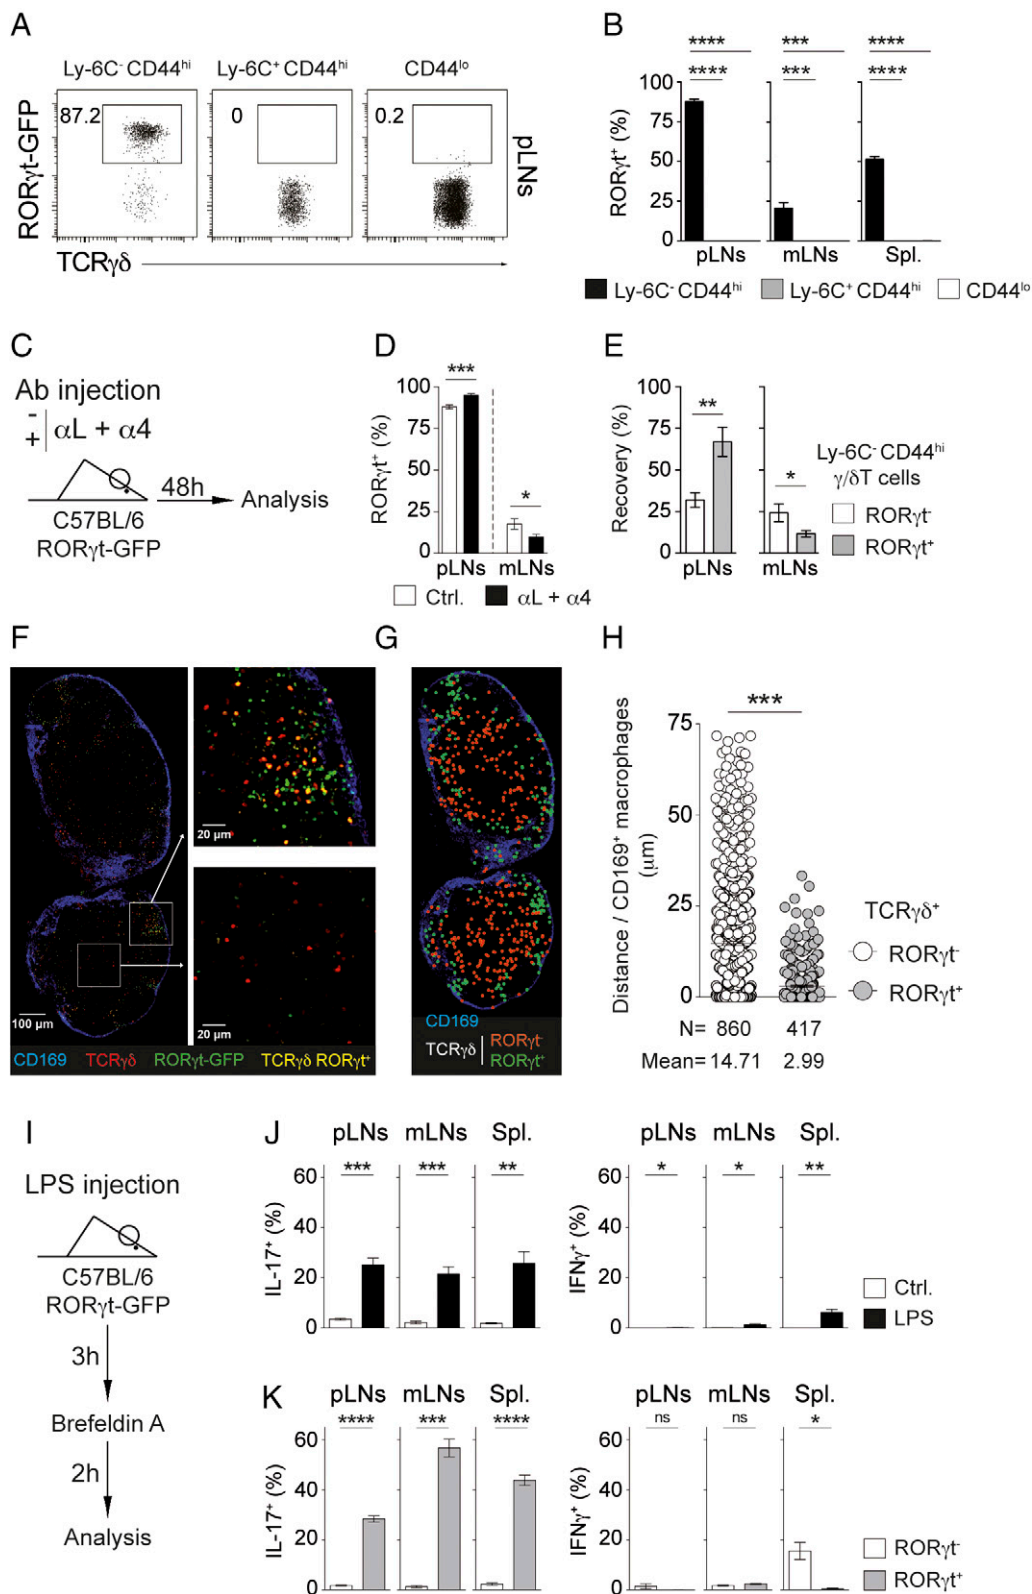 A
Ly-6C⁻ CD44ʰⁱ
Ly-6C⁺ CD44ʰⁱ
CD44ˡᵒ
87.2
0
0.2
RORγt-GFP
pLNs
TCRγδ
B
**** *** ****
**** *** ****
RORγt⁺ (%)
100
75
50
25
0
pLNs mLNs Spl.
Ly-6C⁻ CD44ʰⁱ Ly-6C⁺ CD44ʰⁱ CD44ˡᵒ
C
Ab injection
- + αL + α4
48h
Analysis
C57BL/6
RORγt-GFP
D
RORγt⁺ (%)
100
75
50
25
0
***
*
pLNs mLNs
Ctrl. αL + α4
E
Recovery (%)
100
75
50
25
0
**
*
pLNs mLNs
Ly-6C⁻ CD44ʰⁱ
γ/δT cells
RORγt⁻
RORγt⁺
F
20 µm
20 µm
100 µm
CD169 TCRγδ RORγt-GFP TCRγδ RORγt⁺
G
CD169
TCRγδ RORγt⁻
RORγt⁺
H
Distance / CD169⁺ macrophages
(µm)
***
75
50
25
0
N= 860 417
Mean= 14.71 2.99
TCRγδ⁺
RORγt⁻
RORγt⁺
I
LPS injection
C57BL/6
RORγt-GFP
3h
Brefeldin A
2h
Analysis
J
pLNs mLNs Spl.
*** *** **
IL-17⁺ (%)
60
40
20
0
pLNs mLNs Spl.
* * **
IFNγ⁺ (%)
60
40
20
0
Ctrl.
LPS
K
pLNs mLNs Spl.
**** *** ****
IL-17⁺ (%)
60
40
20
0
pLNs mLNs Spl.
ns ns *
IFNγ⁺ (%)
60
40
20
0
RORγt⁻
RORγt⁺